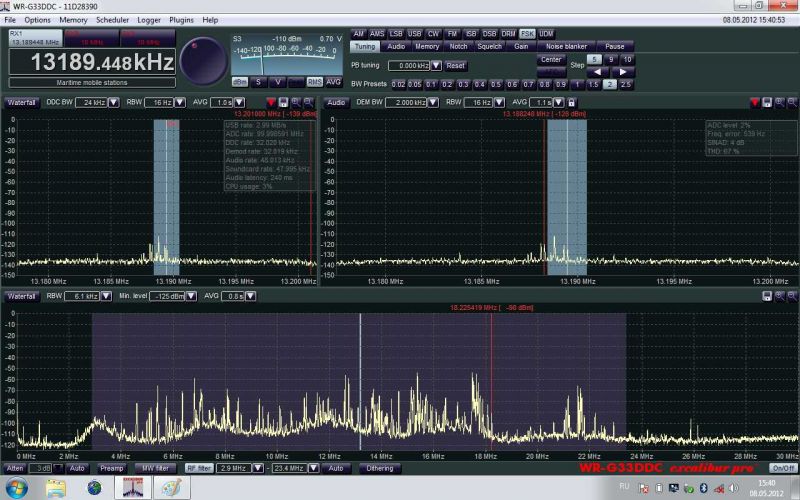 WR-G33DDC - 11D28390
File Options Memory Scheduler Logger Plugins Help
08.05.2012 15:40:53
RX1
13189.448 kHz
0 kHz
0 kHz
13189.448kHz
Maritime mobile stations
S3 -110 dBm 0.70 V
-140 -120 -100 -80 -60 -40 -20 0
dBm S V RMS AVG
AM AMS LSB USB CW FM ISB DSB DRM FSK UDM
Tuning Audio Memory Notch Squelch Gain Noise blanker Pause
PB tuning 0.000 kHz Reset
Center Step 5 9 10
BW Presets 0.02 0.05 0.1 0.2 0.3 0.4 0.5 0.6 0.7 0.8 0.9 1 1.5 2 2.5
Waterfall DDC BW 24 kHz RBW 16 Hz AVG 1.0 s
Audio DEM BW 2.000 kHz RBW 16 Hz AVG 1.1 s
13.201000 MHz [ -139 dBm]
13.188248 MHz [ -128 dBm]
USB rate: 2.99 MB/s
ADC rate: 99.998591 MHz
DDC rate: 32.020 kHz
Demod rate: 32.019 kHz
Audio rate: 48.013 kHz
Soundcard rate: 47.995 kHz
Audio latency: 240 ms
CPU usage: 3%
ADC level: 2%
Freq. error: 539 Hz
SINAD: 4 dB
THD: 67 %
0
-10
-20
-30
-40
-50
-60
-70
-80
-90
-100
-110
-120
-130
-140
-150
13.180 MHz 13.185 MHz 13.190 MHz 13.195 MHz 13.200 MHz
0
-10
-20
-30
-40
-50
-60
-70
-80
-90
-100
-110
-120
-130
-140
-150
13.180 MHz 13.185 MHz 13.190 MHz 13.195 MHz 13.200 MHz
Waterfall RBW 6.1 kHz Min. level -125 dBm AVG 0.8 s
18.225419 MHz [ -90 dBm]
0
-10
-20
-30
-40
-50
-60
-70
-80
-90
-100
-110
-120
0 MHz 2 MHz 4 MHz 6 MHz 8 MHz 10 MHz 12 MHz 14 MHz 16 MHz 18 MHz 20 MHz 22 MHz 24 MHz 26 MHz 28 MHz 30 MHz
WR-G33DDC excalibur pro
Atten 3 dB Auto Preamp MW filter RF filter 2.9 MHz - 23.4 MHz Auto Dithering On/Off
RU
15:40
08.05.2012